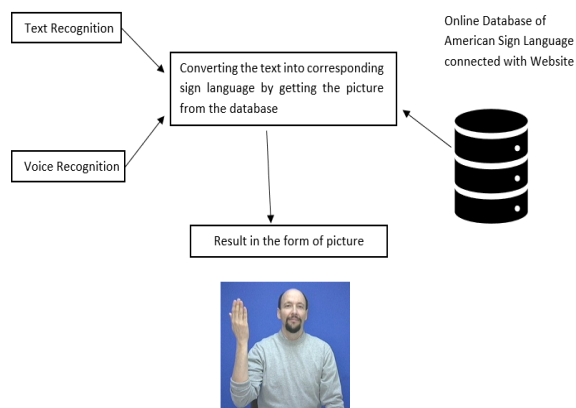 Text Recognition
Online Database of
American Sign Language
connected with Website
Converting the text into corresponding
sign language by getting the picture
from the database
Voice Recognition
Result in the form of picture